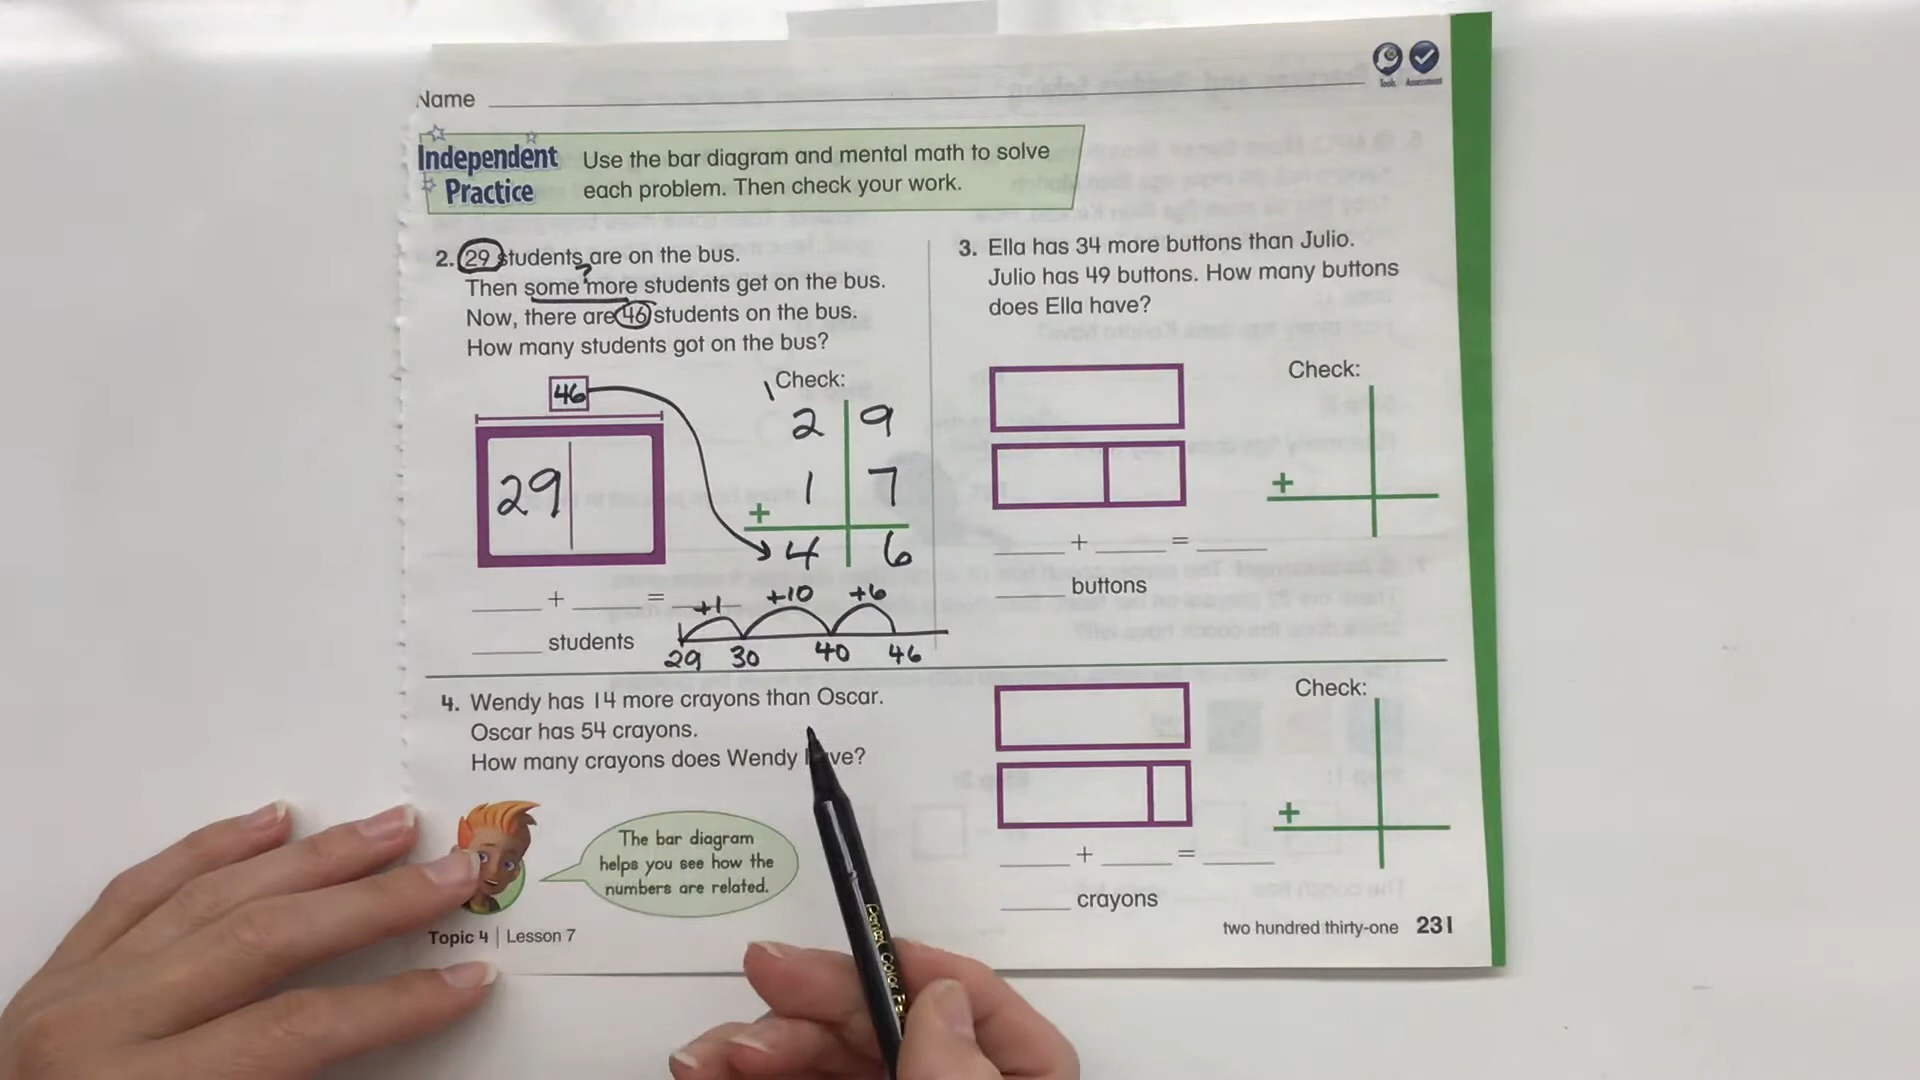 Name
Tools Assessment
Independent Practice
Use the bar diagram and mental math to solve
each problem. Then check your work.
2. 29 students are on the bus.
?
Then some more students get on the bus.
Now, there are 46 students on the bus.
How many students got on the bus?
46
29
Check:
1
2 9
1 7
+
4 6
+ =
students
+1 +10 +6
29 30 40 46
3. Ella has 34 more buttons than Julio.
Julio has 49 buttons. How many buttons
does Ella have?
Check:
+
+ =
buttons
4. Wendy has 14 more crayons than Oscar.
Oscar has 54 crayons.
How many crayons does Wendy have?
The bar diagram
helps you see how the
numbers are related.
Check:
+
+ =
crayons
Topic 4 | Lesson 7
two hundred thirty-one 231